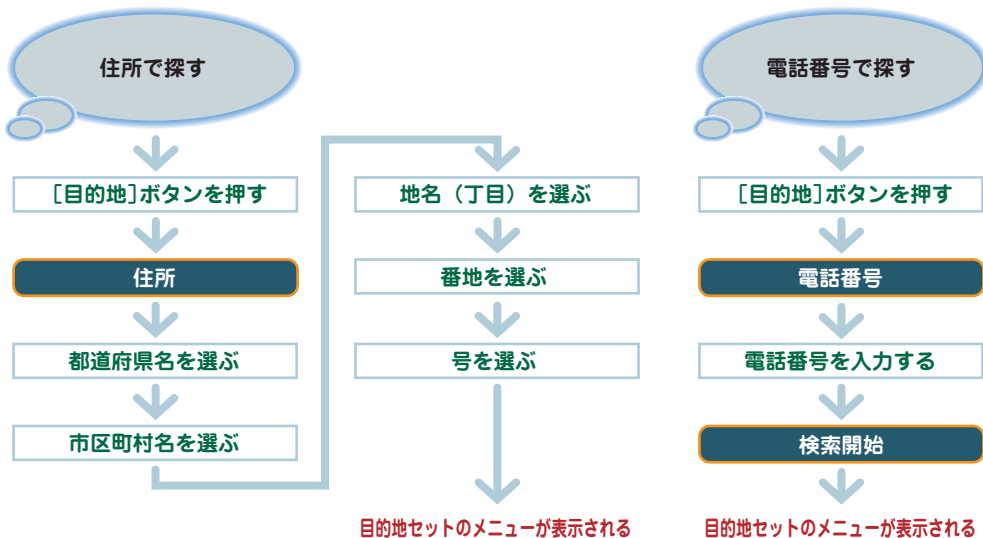 住所で探す
[目的地]ボタンを押す
住所
都道府県名を選ぶ
市区町村名を選ぶ
地名（丁目）を選ぶ
番地を選ぶ
号を選ぶ
目的地セットのメニューが表示される
電話番号で探す
[目的地]ボタンを押す
電話番号
電話番号を入力する
検索開始
目的地セットのメニューが表示される